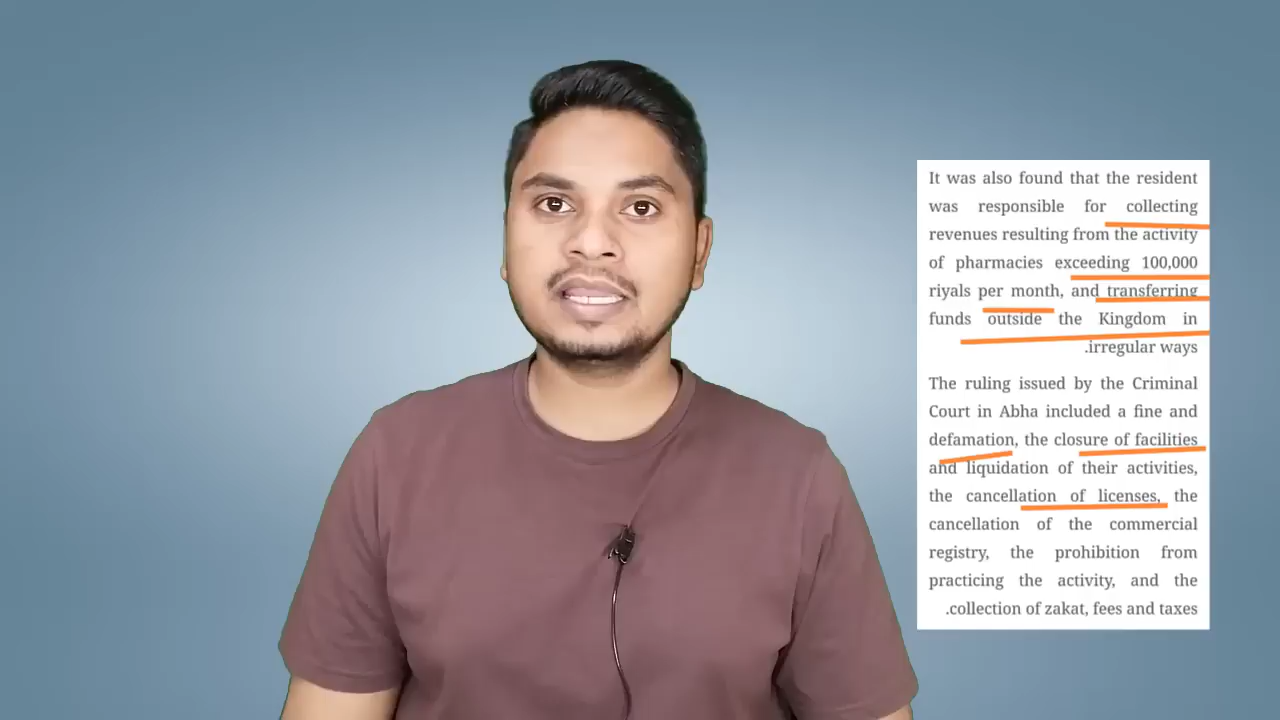 It was also found that the resident
was responsible for collecting
revenues resulting from the activity
of pharmacies exceeding 100,000
riyals per month, and transferring
funds outside the Kingdom in
.irregular ways
The ruling issued by the Criminal
Court in Abha included a fine and
defamation, the closure of facilities
and liquidation of their activities,
the cancellation of licenses, the
cancellation of the commercial
registry, the prohibition from
practicing the activity, and the
.collection of zakat, fees and taxes